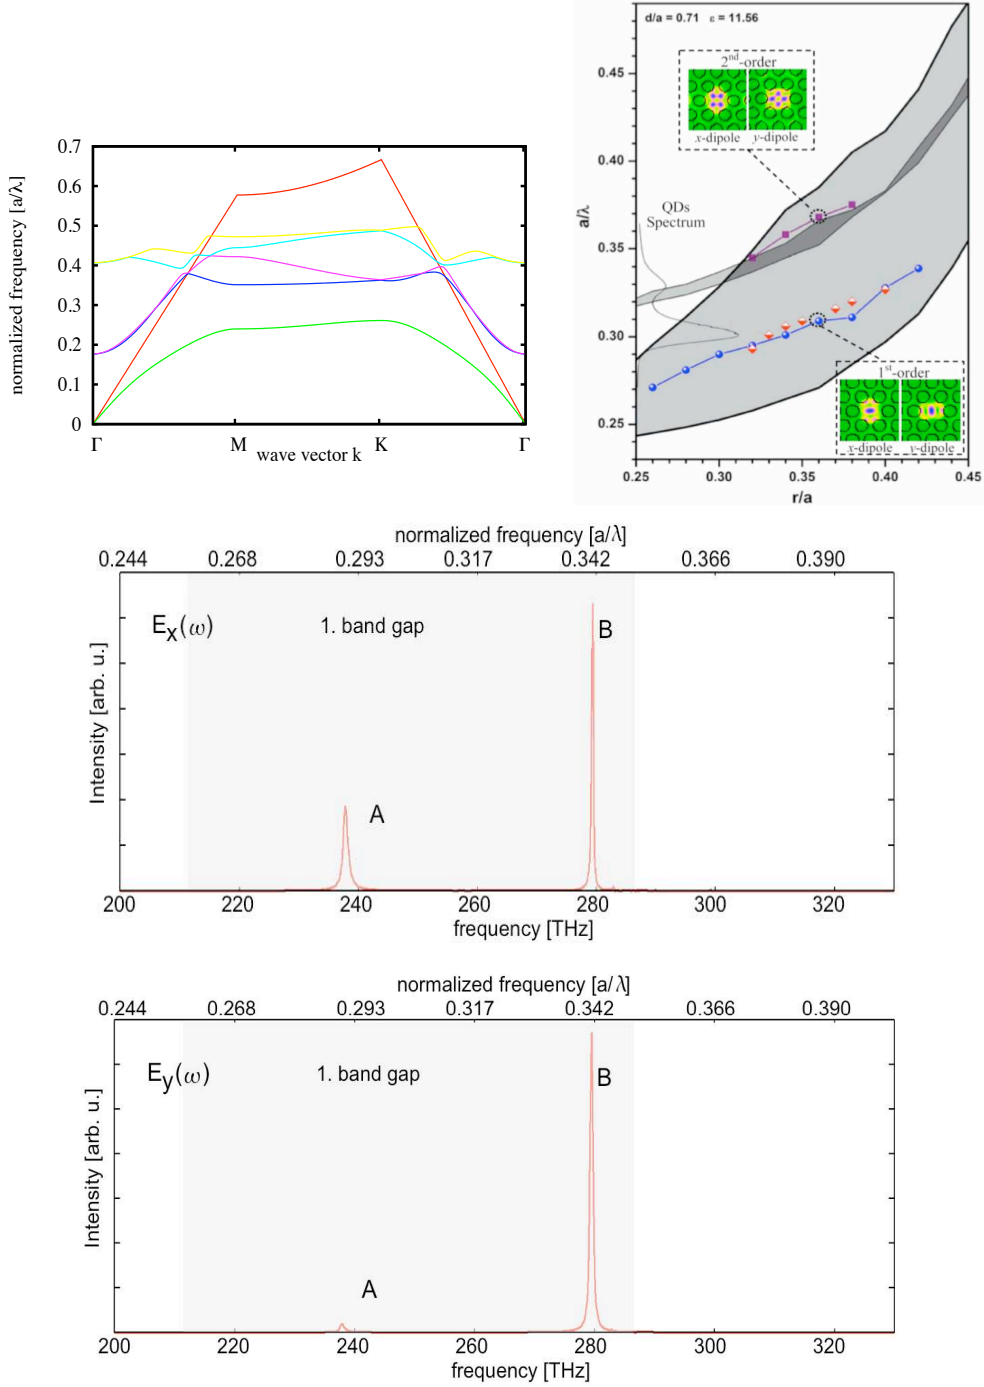 normalized frequency [a/λ]
0.7
0.6
0.5
0.4
0.3
0.2
0.1
0
Γ M K Γ
wave vector k
d/a = 0.71 ε = 11.56
a/λ
0.45
0.40
0.35
0.30
0.25
2nd-order
x-dipole y-dipole
QDs
Spectrum
1st-order
x-dipole y-dipole
0.25 0.30 0.35 0.40 0.45
r/a
normalized frequency [a/λ]
0.244 0.268 0.293 0.317 0.342 0.366 0.390
Ex(ω)
1. band gap
A
B
Intensity [arb. u.]
200 220 240 260 280 300 320
frequency [THz]
normalized frequency [a/λ]
0.244 0.268 0.293 0.317 0.342 0.366 0.390
Ey(ω)
1. band gap
A
B
Intensity [arb. u.]
200 220 240 260 280 300 320
frequency [THz]